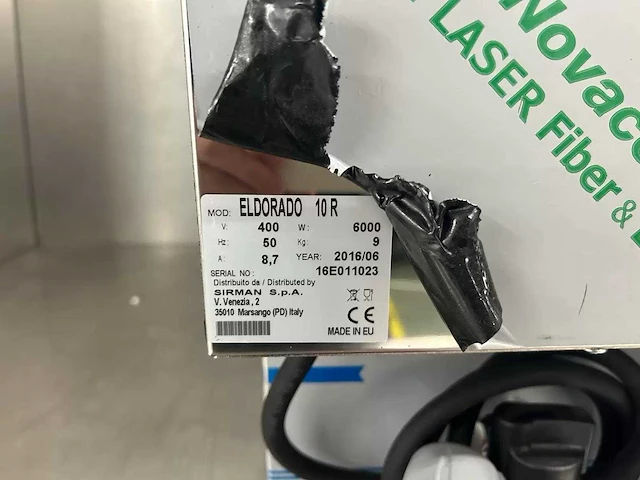 Novac
LASER Fiber &
MOD: ELDORADO 10 R
V: 400 W: 6000
Hz: 50 Kg: 9
A: 8,7 YEAR: 2016/06
SERIAL NO: 16E011023
Distribuito da / Distributed by
SIRMAN S.p.A.
V. Venezia, 2
35010 Marsango (PD) Italy
CE
MADE IN EU